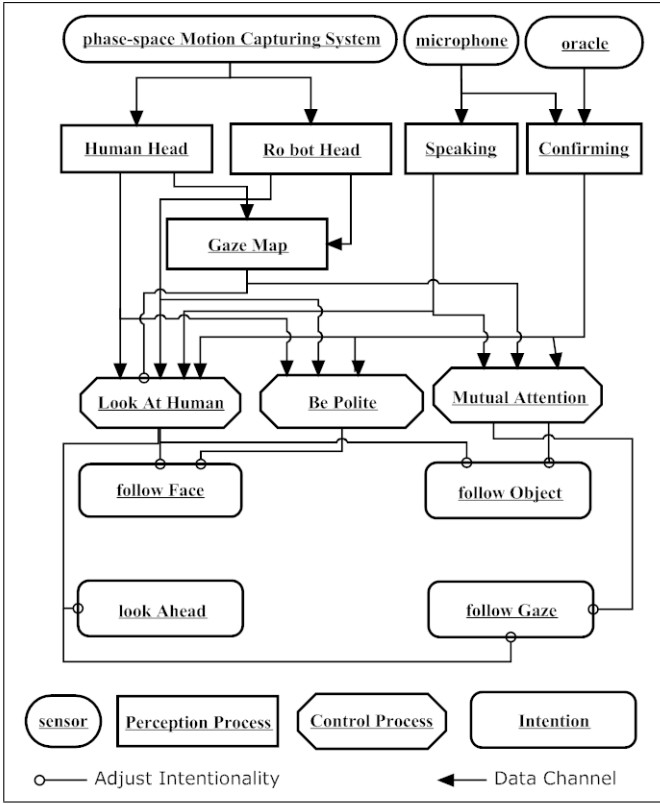 phase-space Motion Capturing System
microphone
oracle
Human Head
Ro bot Head
Speaking
Confirming
Gaze Map
Look At Human
Be Polite
Mutual Attention
follow Face
follow Object
look Ahead
follow Gaze
sensor
Perception Process
Control Process
Intention
Adjust Intentionality
Data Channel